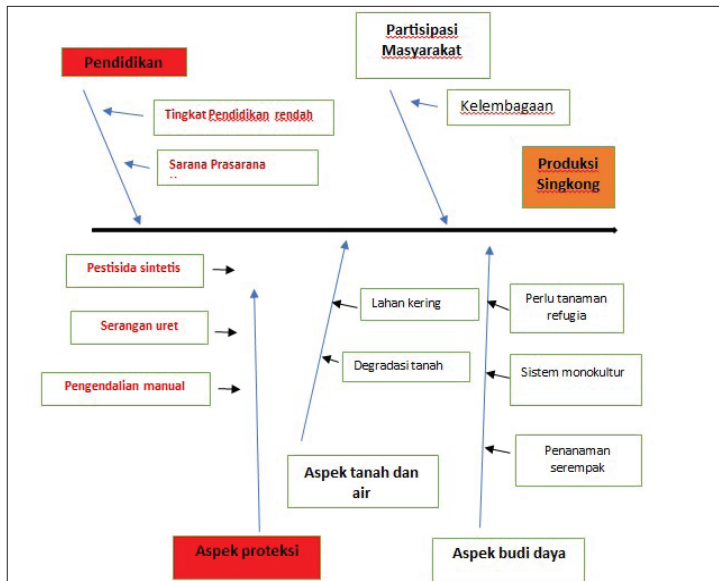 Partisipasi
Masyarakat
Pendidikan
Kelembagaan
Tingkat Pendidikan rendah
Sarana Prasarana
Produksi
Singkong
Pestisida sintetis
Lahan kering
Perlu tanaman
refugia
Serangan uret
Degradasi tanah
Sistem monokultur
Pengendalian manual
Penanaman
serempak
Aspek tanah dan
air
Aspek proteksi
Aspek budi daya